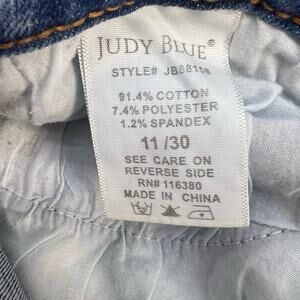 JUDY BLUE®
STYLE#
91.4% COTTON
7.4% POLYESTER
1.2% SPANDEX
11/30
SEE CARE ON
REVERSE SIDE
RN# 116380
MADE IN CHINA